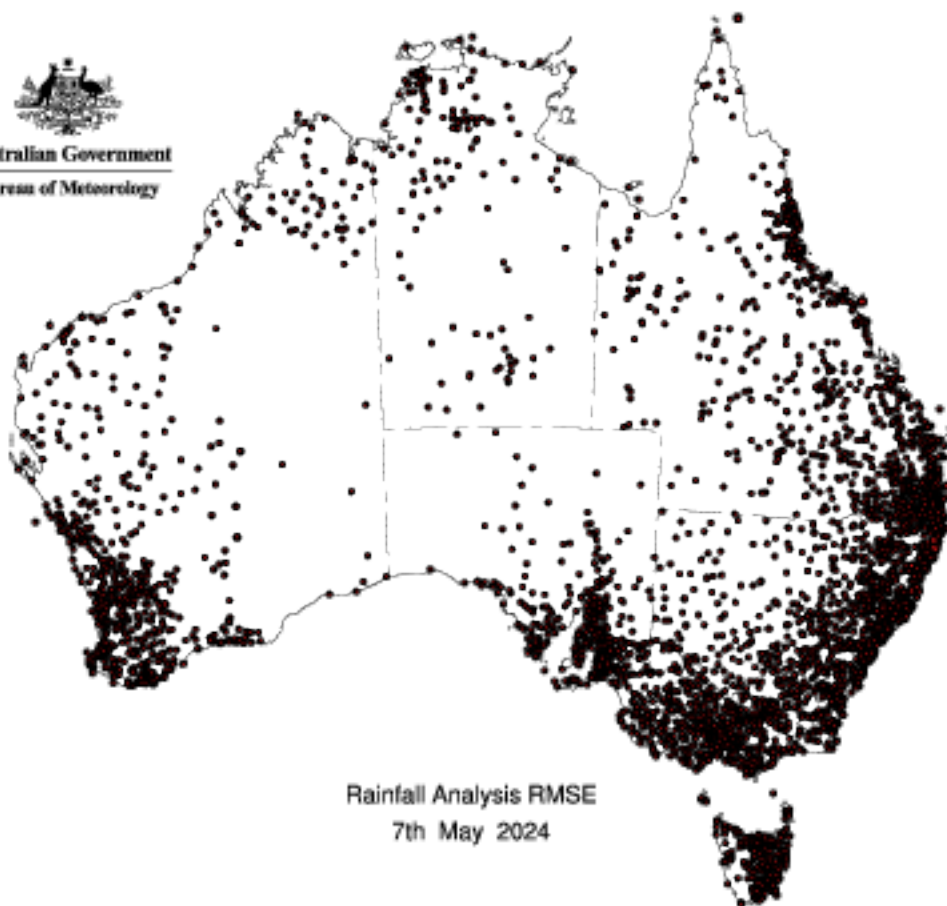 tralian Government
reau of Meteorology
Rainfall Analysis RMSE
7th May 2024